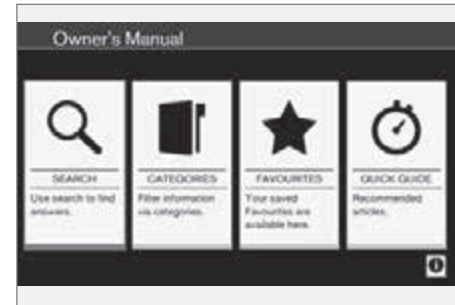 Owner's Manual
SEARCH
Use search to find
answers.
CATEGORIES
Filter information
via categories.
FAVOURITES
Your saved
Favourites are
available here.
QUICK GUIDE
Recommended
articles.